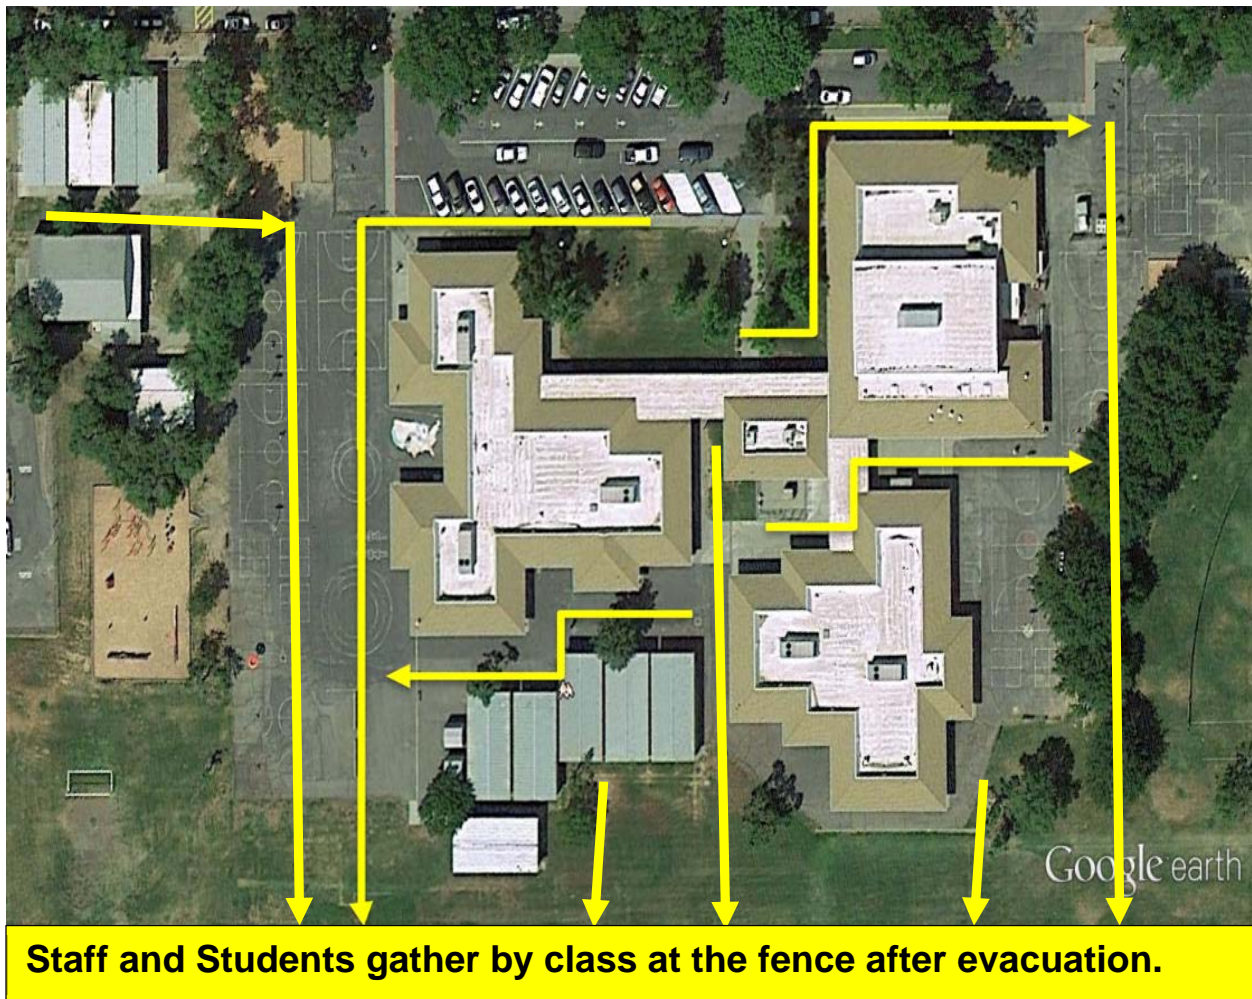 Google earth
Staff and Students gather by class at the fence after evacuation.